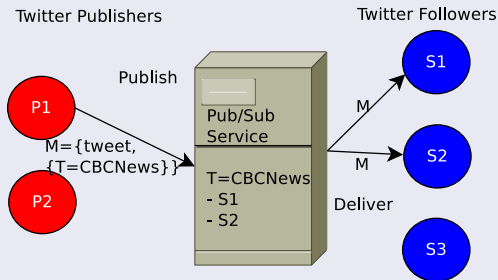 Twitter Publishers
Twitter Followers
P1
P2
Publish
M={tweet,
{T=CBCNews}}
Pub/Sub
Service
T=CBCNews
- S1
- S2
M
M
Deliver
S1
S2
S3